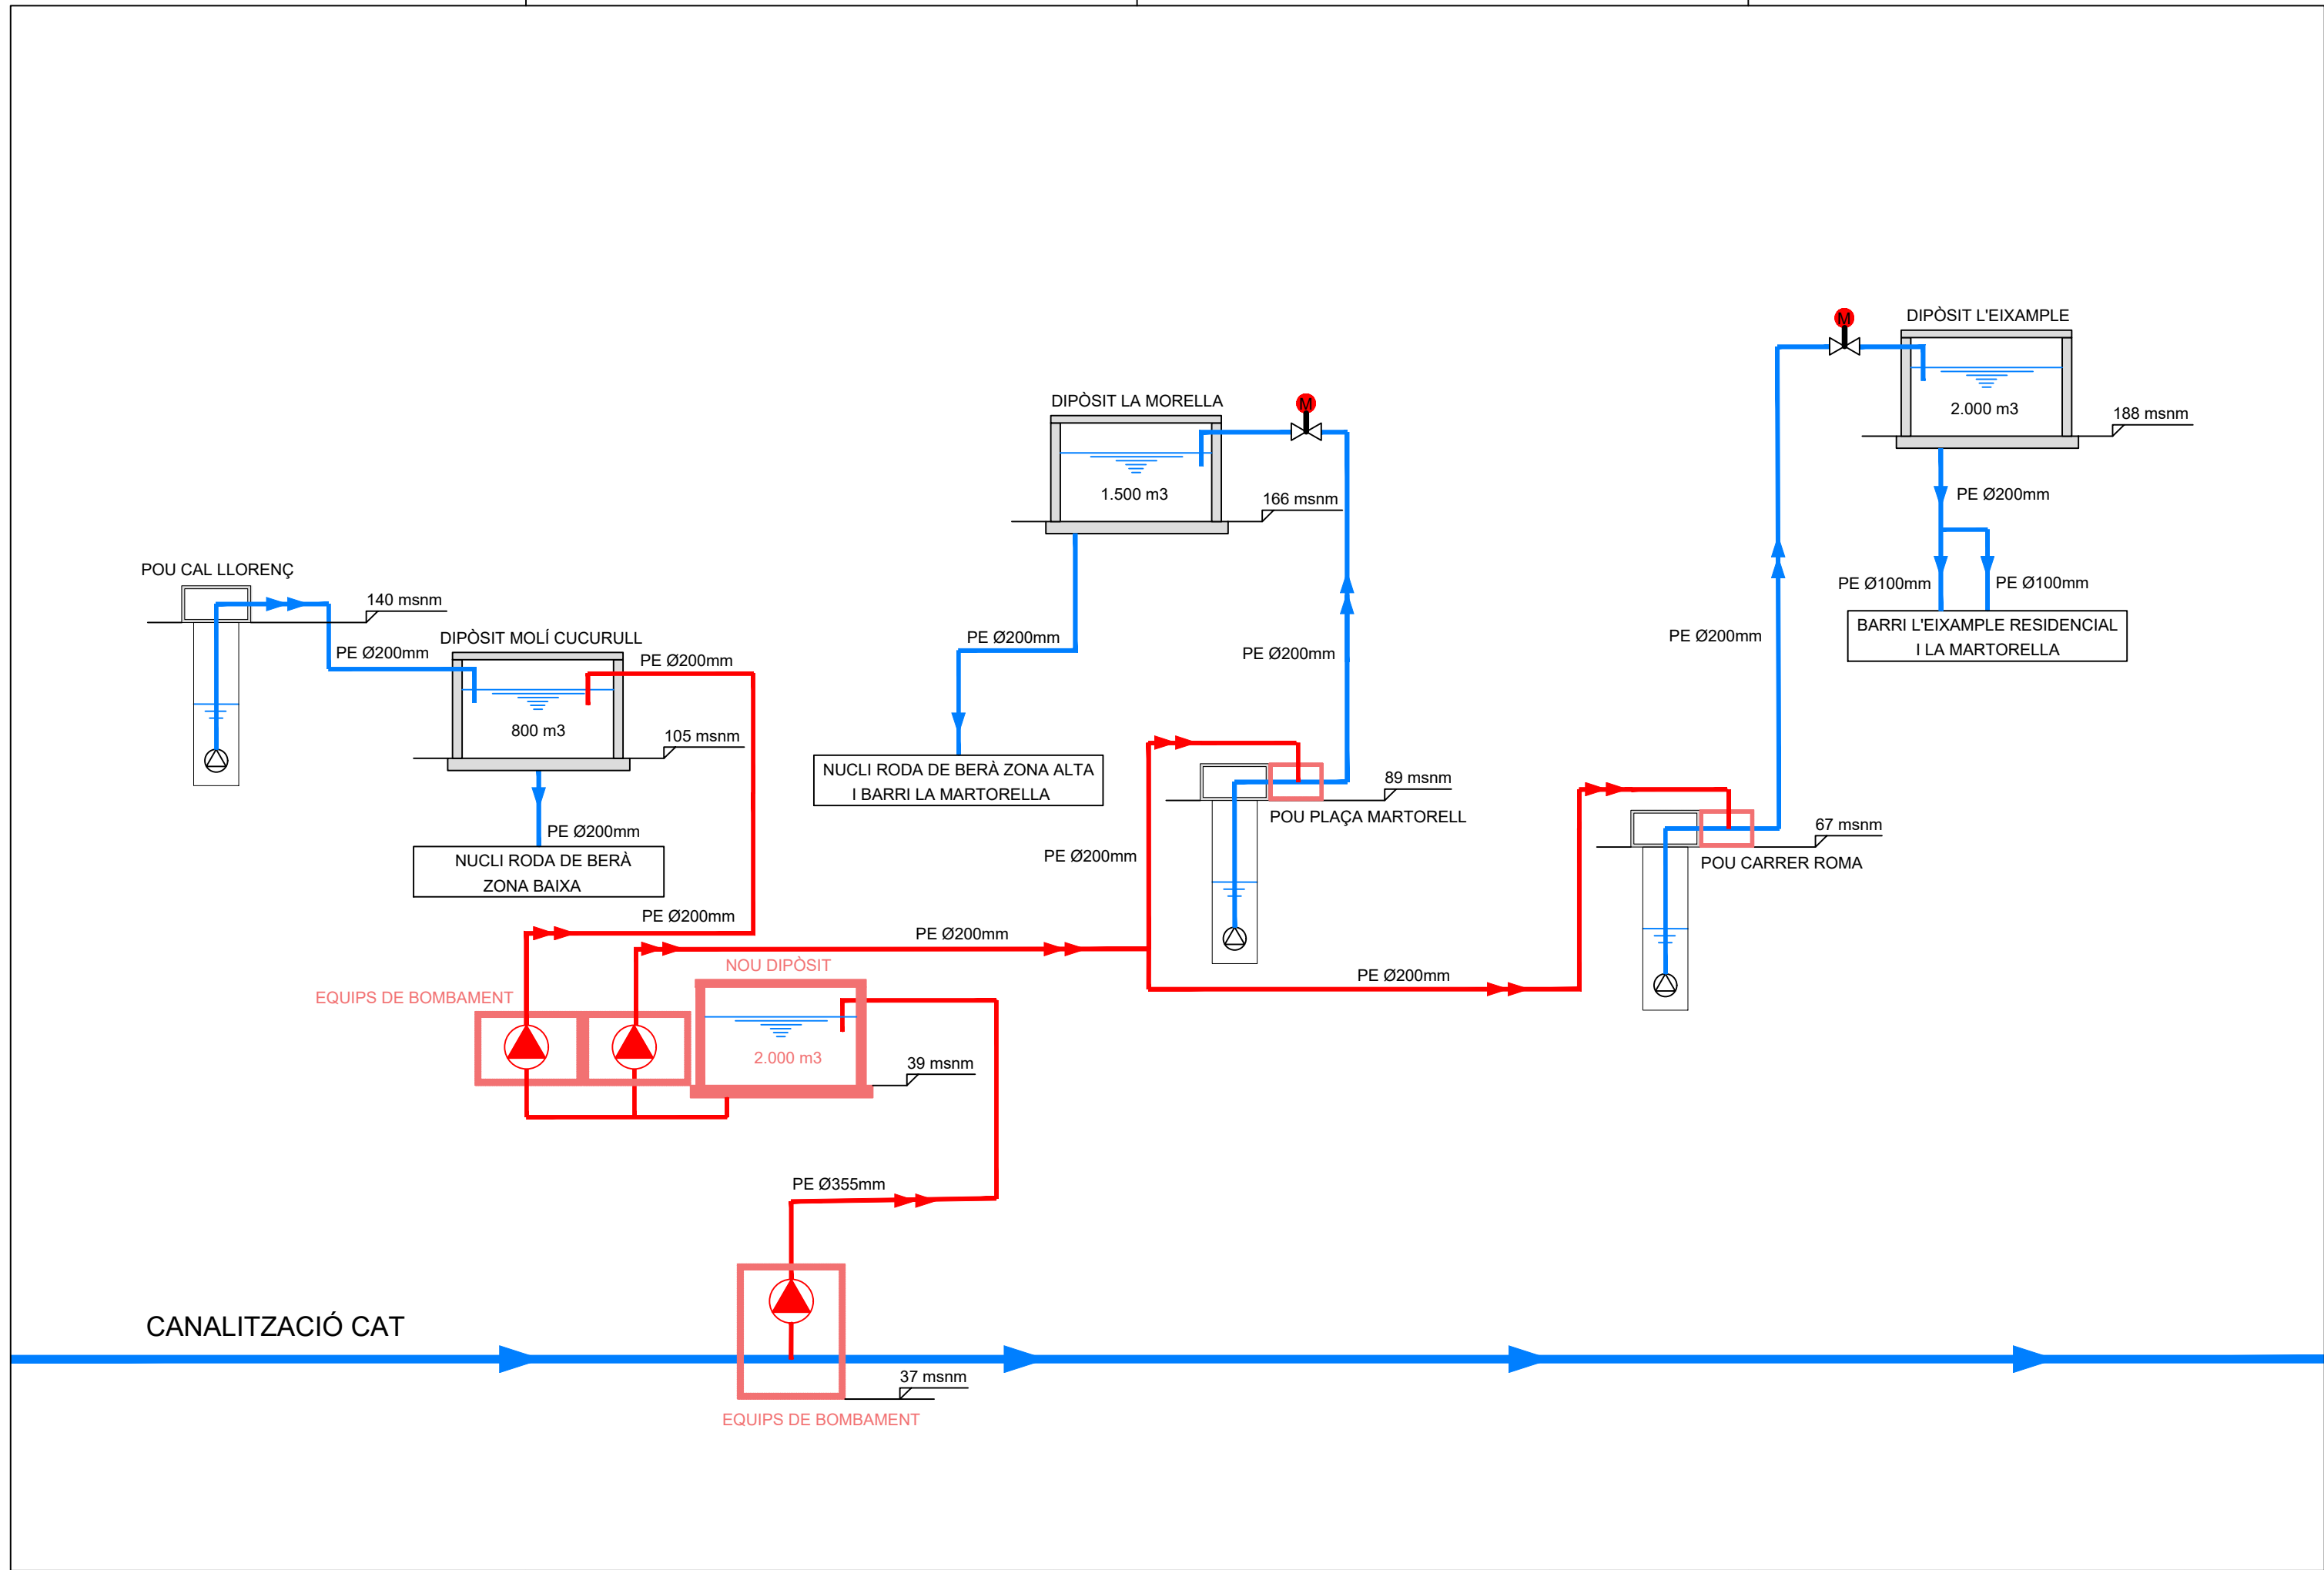 DIPÒSIT L'EIXAMPLE
M
2.000 m3
188 msnm
DIPÒSIT LA MORELLA
M
1.500 m3
166 msnm
PE Ø200mm
POU CAL LLORENÇ
140 msnm
PE Ø100mm
PE Ø100mm
BARRI L'EIXAMPLE RESIDENCIAL
I LA MARTORELLA
DIPÒSIT MOLÍ CUCURULL
PE Ø200mm
PE Ø200mm
PE Ø200mm
PE Ø200mm
PE Ø200mm
800 m3
105 msnm
NUCLI RODA DE BERÀ ZONA ALTA
I BARRI LA MARTORELLA
89 msnm
POU PLAÇA MARTORELL
67 msnm
POU CARRER ROMA
PE Ø200mm
NUCLI RODA DE BERÀ
ZONA BAIXA
PE Ø200mm
PE Ø200mm
PE Ø200mm
NOU DIPÒSIT
PE Ø200mm
EQUIPS DE BOMBAMENT
2.000 m3
39 msnm
PE Ø355mm
CANALITZACIÓ CAT
37 msnm
EQUIPS DE BOMBAMENT